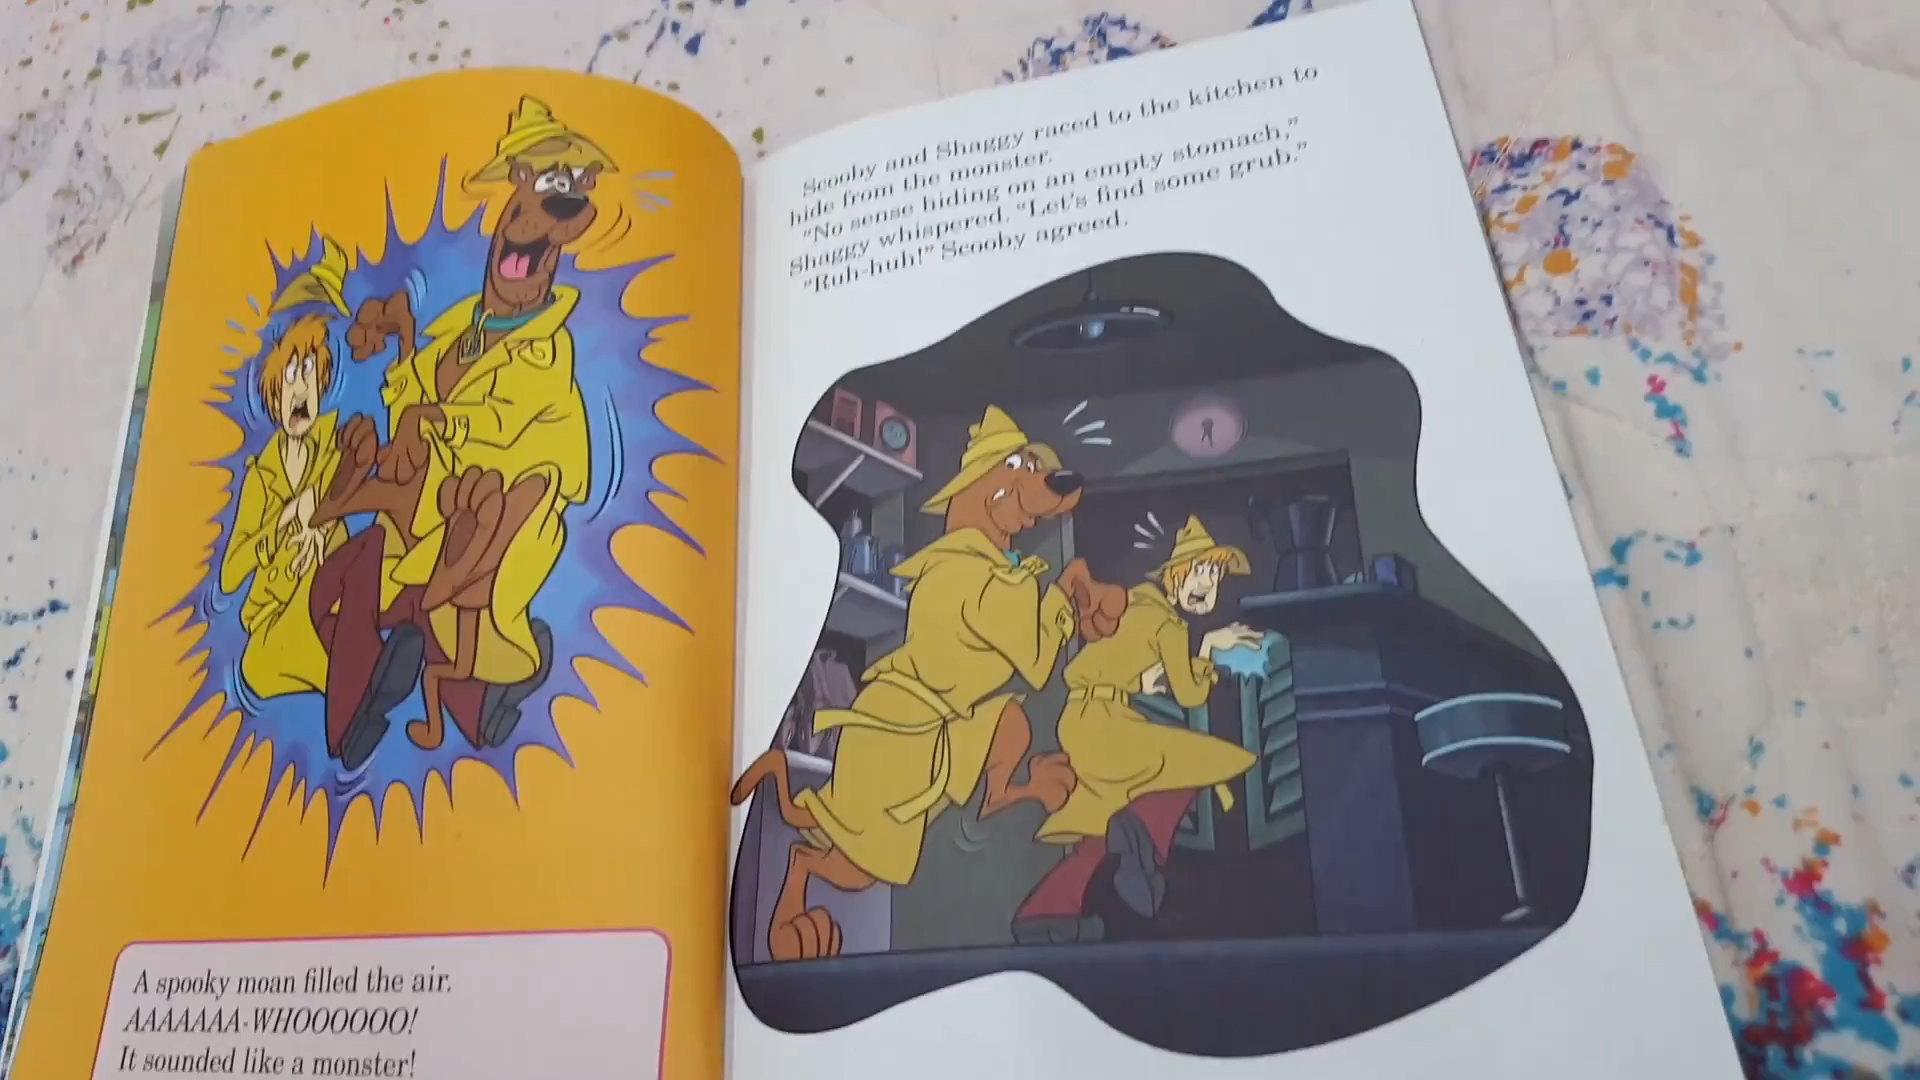 A spooky moan filled the air.
AAAAAAA-WHOOOOOO!
It sounded like a monster!
Scooby and Shaggy raced to the kitchen to
hide from the monster.
“No sense hiding on an empty stomach,”
Shaggy whispered. “Let’s find some grub.”
“Ruh-huh!” Scooby agreed.